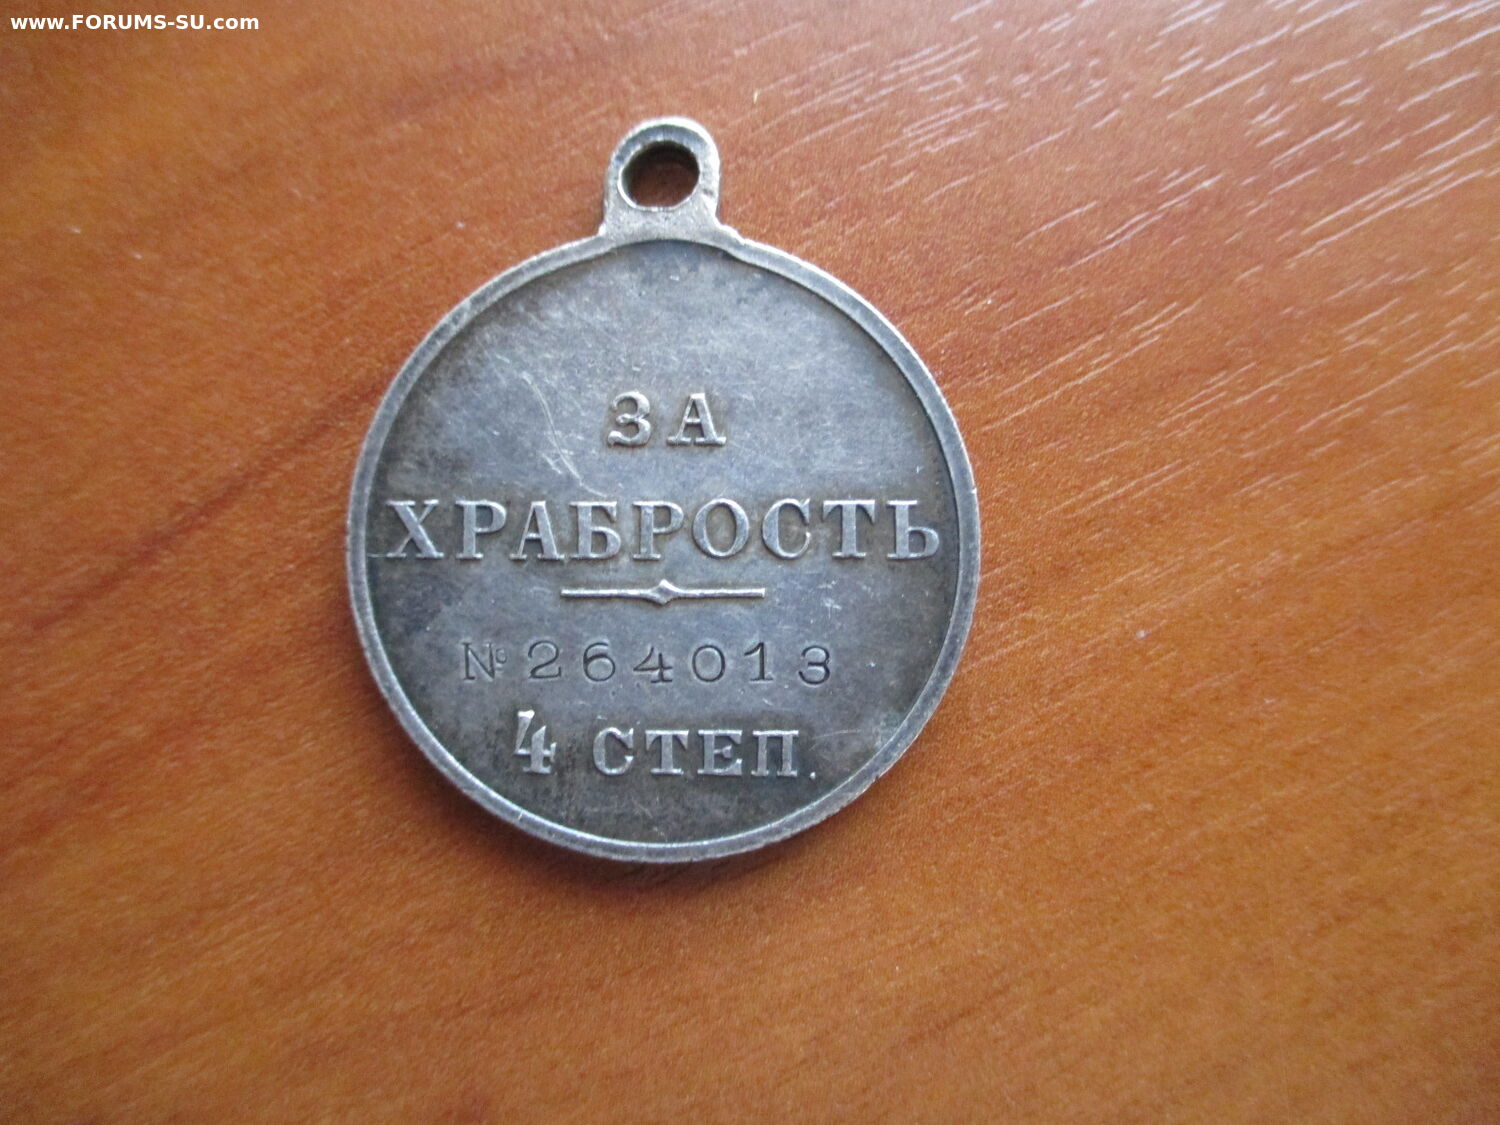 www.FORUMS-SU.com
ЗА
ХРАБРОСТЬ
№ 264013
4 СТЕП.